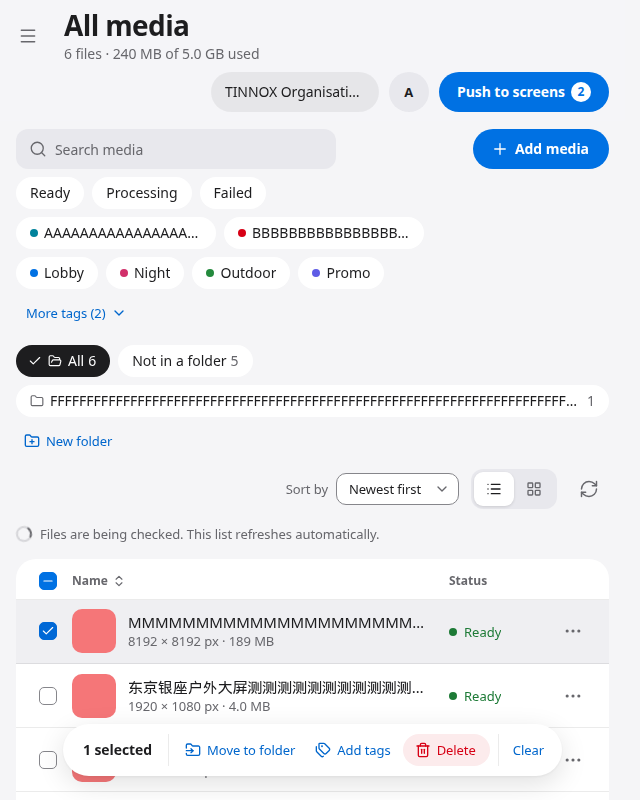 All media
6 files · 240 MB of 5.0 GB used
TINNOX Organisati...
A
Push to screens 2
Search media
Add media
Ready
Processing
Failed
AAAAAAAAAAAAAAAA...
BBBBBBBBBBBBBBBB...
Lobby
Night
Outdoor
Promo
More tags (2)
All 6
Not in a folder 5
FFFFFFFFFFFFFFFFFFFFFFFFFFFFFFFFFFFFFFFFFFFFFFFFFFFFFFFFFFFFFFFFFFFFFFF... 1
New folder
Sort by
Newest first
Files are being checked. This list refreshes automatically.
Name
Status
MMMMMMMMMMMMMMMMMMMMM...
8192 × 8192 px · 189 MB
Ready
东京银座户外大屏测测测测测测测测测测测...
1920 × 1080 px · 4.0 MB
Ready
1 selected
Move to folder
Add tags
Delete
Clear